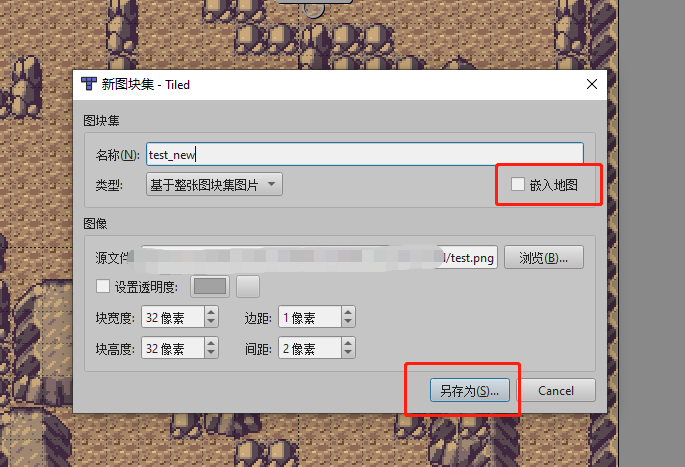 新图块集 - Tiled
图块集
名称(N): test_new
类型: 基于整张图块集图片 嵌入地图
图像
源文件 /test.png 浏览(B)...
设置透明度:
块宽度: 32 像素 边距: 1 像素
块高度: 32 像素 间距: 2 像素
另存为(S)... Cancel